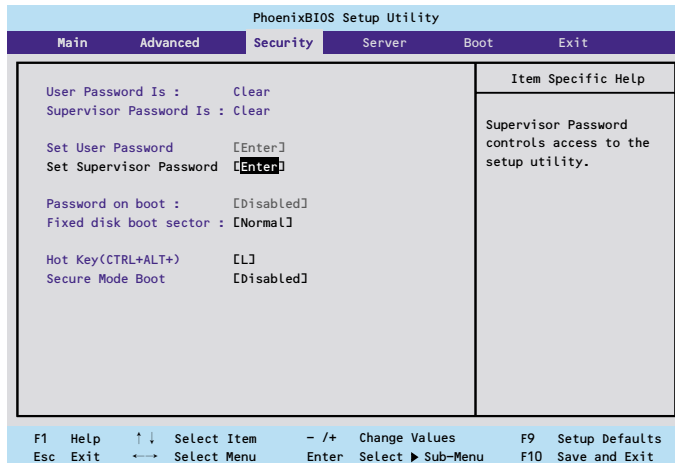 PhoenixBIOS Setup Utility
Main Advanced Security Server Boot Exit
Item Specific Help
User Password Is : Clear
Supervisor Password Is : Clear
Supervisor Password
controls access to the
setup utility.
Set User Password [Enter]
Set Supervisor Password [Enter]
Password on boot : [Disabled]
Fixed disk boot sector : [Normal]
Hot Key(CTRL+ALT+) [L]
Secure Mode Boot [Disabled]
F1 Help ↑↓ Select Item – /+ Change Values F9 Setup Defaults
Esc Exit ←→ Select Menu Enter Select ▶ Sub-Menu F10 Save and Exit